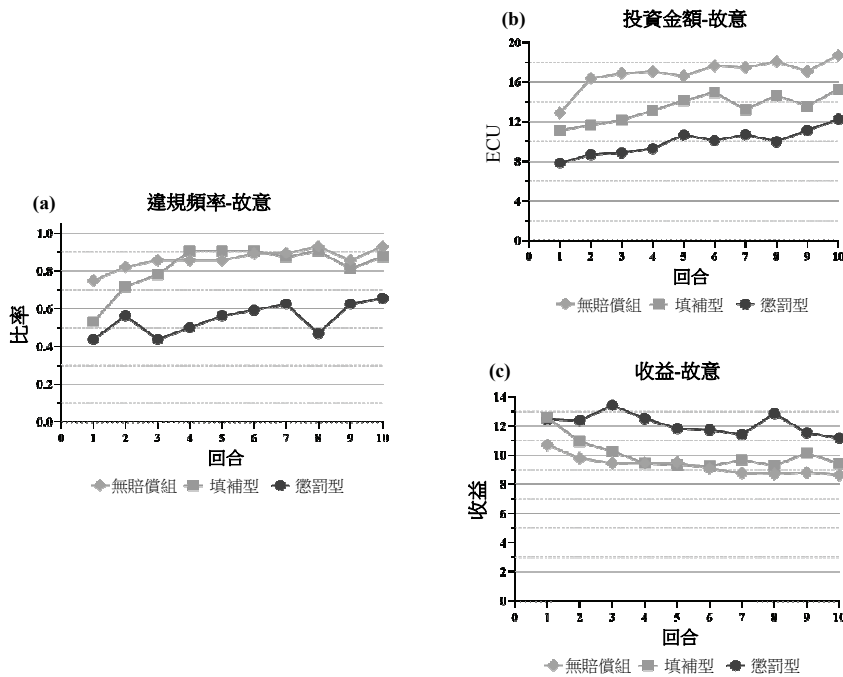 (a)
違規頻率-故意
1.0
0.8
0.6
0.4
0.2
0.0
比率
0 1 2 3 4 5 6 7 8 9 10
回合
無賠償組 填補型 懲罰型
(b)
投資金額-故意
20
16
12
8
4
0
ECU
0 1 2 3 4 5 6 7 8 9 10
回合
無賠償組 填補型 懲罰型
(c)
收益-故意
14
12
10
8
6
4
2
0
收益
0 1 2 3 4 5 6 7 8 9 10
回合
無賠償組 填補型 懲罰型